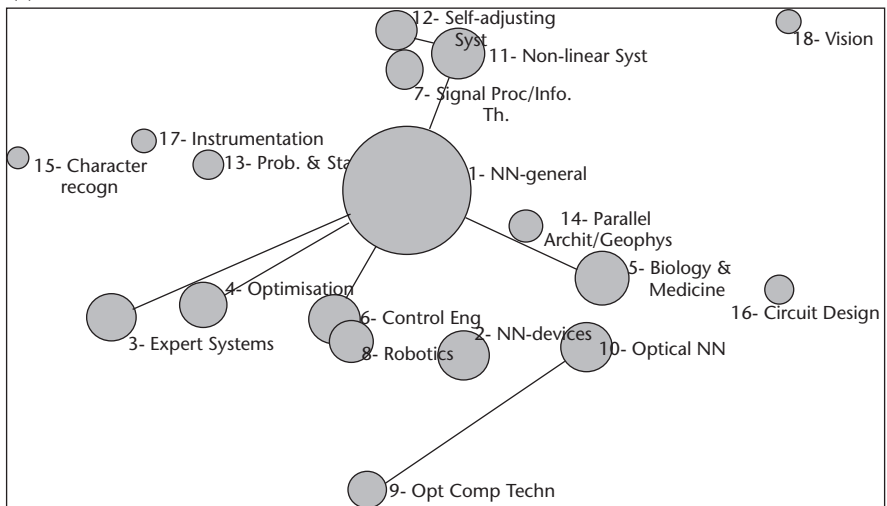 12- Self-adjusting
Syst
18- Vision
11- Non-linear Syst
7- Signal Proc/Info.
Th.
17- Instrumentation
15- Character
recogn
13- Prob. & Sta
1- NN-general
14- Parallel
Archit/Geophys
5- Biology &
Medicine
4- Optimisation
16- Circuit Design
6- Control Eng
2- NN-devices
3- Expert Systems
8- Robotics
10- Optical NN
9- Opt Comp Techn